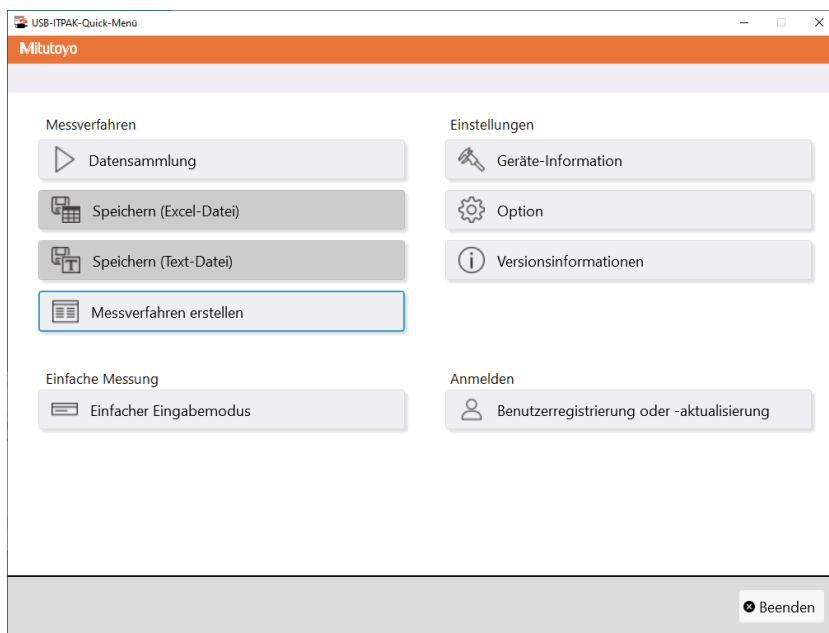 USB-ITPAK-Quick-Menü
Mitutoyo
Messverfahren
Datensammlung
Speichern (Excel-Datei)
Speichern (Text-Datei)
Messverfahren erstellen
Einfache Messung
Einfacher Eingabemodus
Einstellungen
Geräte-Information
Option
Versionsinformationen
Anmelden
Benutzerregistrierung oder -aktualisierung
Beenden